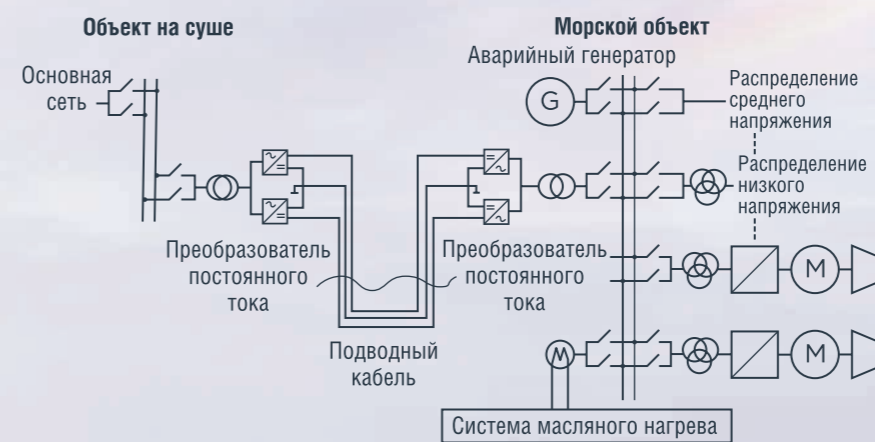 Объект на суше
Морской объект
Основная
сеть
Аварийный генератор
G
Распределение
среднего
напряжения
Распределение
низкого
напряжения
Преобразователь
постоянного
тока
Преобразователь
постоянного
тока
M
Подводный
кабель
M
Система масляного нагрева